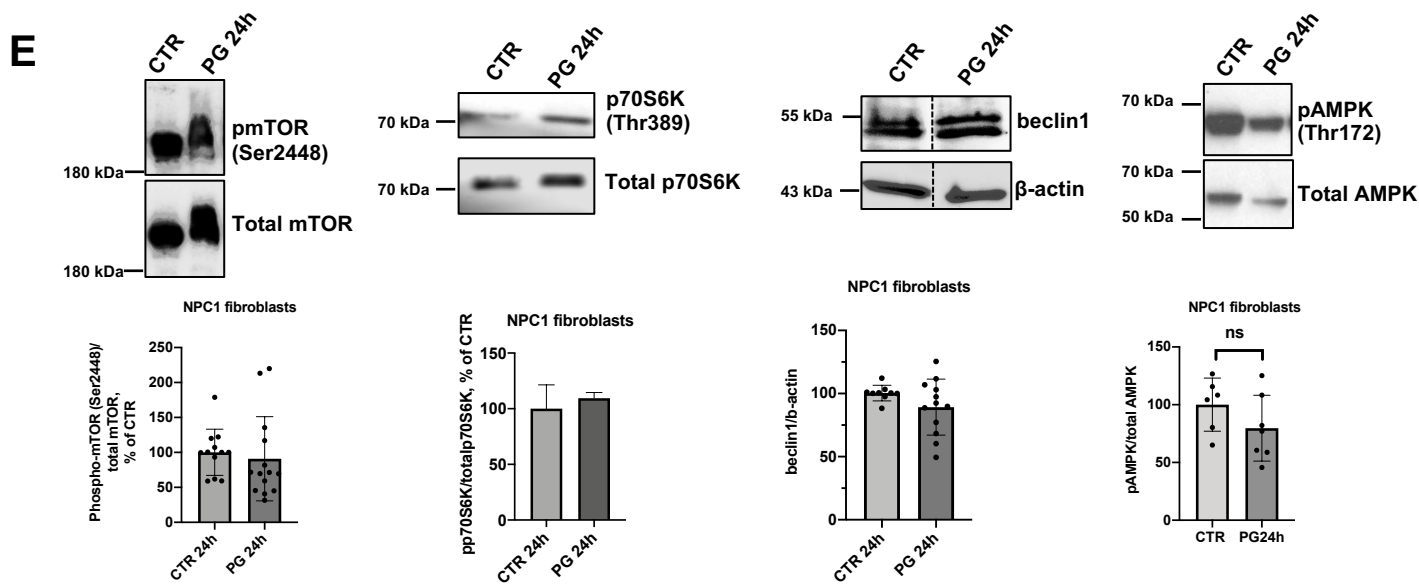 E
CTR
PG 24h
pmTOR
(Ser2448)
180 kDa
Total mTOR
180 kDa
CTR
PG 24h
70 kDa
p70S6K
(Thr389)
70 kDa
Total p70S6K
CTR
PG 24h
55 kDa
beclin1
43 kDa
β-actin
CTR
PG 24h
70 kDa
pAMPK
(Thr172)
70 kDa
Total AMPK
50 kDa
NPC1 fibroblasts
Phospho-mTOR (Ser2448)/
total mTOR,
% of CTR
250
200
150
100
50
0
CTR 24h
PG 24h
NPC1 fibroblasts
pp70S6K/totalp70S6K, % of CTR
150
100
50
0
CTR 24h
PG 24h
NPC1 fibroblasts
beclin1/b-actin
150
100
50
0
CTR 24h
PG 24h
NPC1 fibroblasts
ns
pAMPK/total AMPK
150
100
50
0
CTR
PG24h